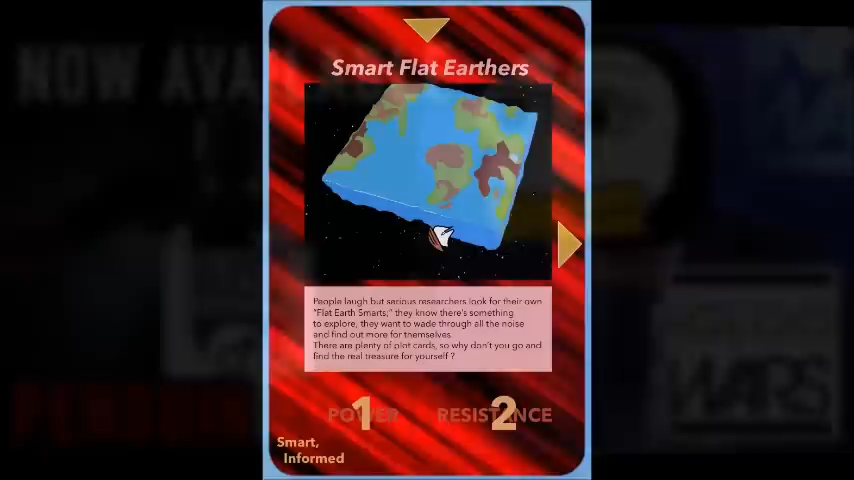 Smart Flat Earthers
People laugh but serious researchers look for their own
"Flat Earth Smarts;" they know there's something
to explore, they want to wade through all the noise
and find out more for themselves.
There are plenty of plot cards, so why don't you go and
find the real treasure for yourself ?
POWER 1 RESISTANCE 2
Smart,
Informed
NOW AVA
WARS